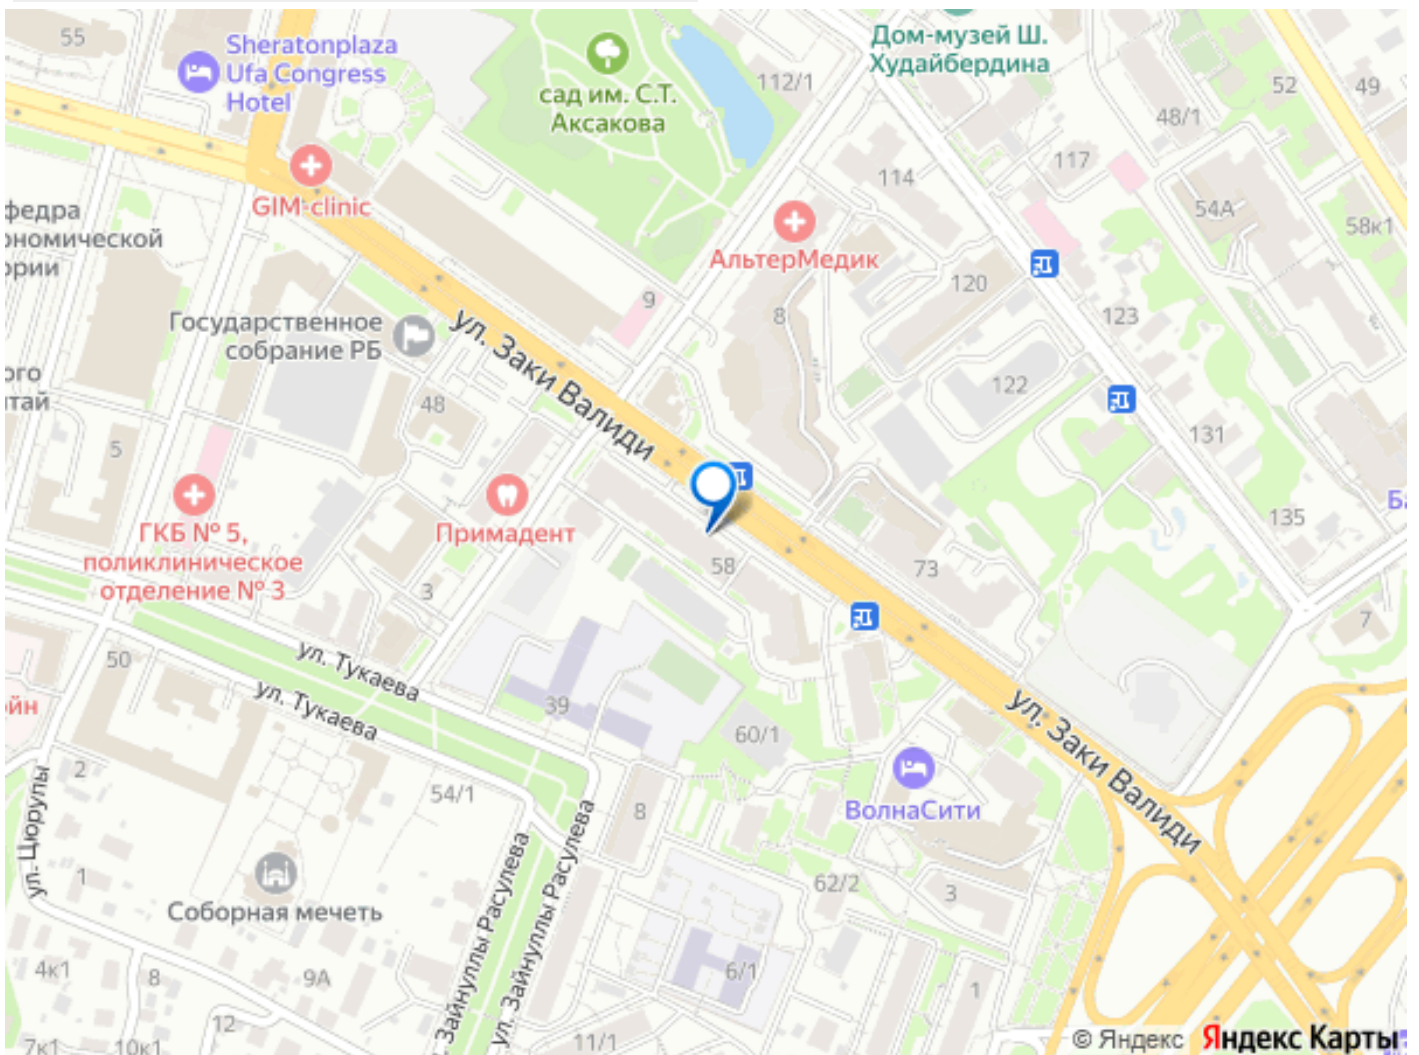 55
Sheratonplaza
Ufa Congress
Hotel
сад им. С.Т.
Аксакова
112/1
Дом-музей Ш.
Худайбердина
52
49
48/1
117
114
54А
58к1
GIM-clinic
федра
ономической
ории
АльтерМедик
120
9
8
123
Государственное
собрание РБ
ул. Заки Валиди
122
ого
тай
48
131
5
Примадент
ГКБ № 5,
поликлиническое
отделение № 3
58
73
135
Ба
3
7
50
ул. Тукаева
ул. Тукаева
39
60/1
ул. Заки Валиди
йн
2
54/1
8
ВолнаСити
ул. Цюрупы
1
Соборная мечеть
62/2
3
ул. Зайнуллы Расулева
Зайнуллы Расулева
4к1
8
9А
6/1
1
12
7к1
10к1
11/1
© Яндекс Яндекс Карты